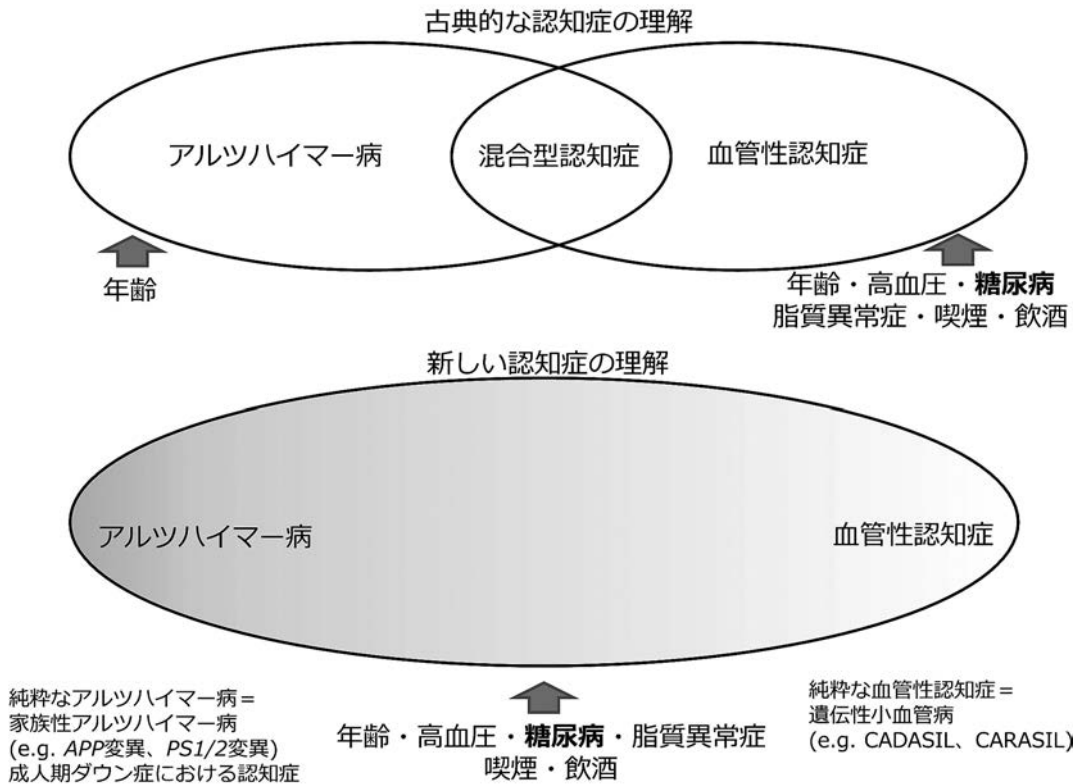 古典的な認知症の理解
アルツハイマー病
混合型認知症
血管性認知症
年齢
年齢・高血圧・糖尿病
脂質異常症・喫煙・飲酒
新しい認知症の理解
アルツハイマー病
血管性認知症
純粋なアルツハイマー病＝
家族性アルツハイマー病
(e.g. APP変異、PS1/2変異)
成人期ダウン症における認知症
年齢・高血圧・糖尿病・脂質異常症
喫煙・飲酒
純粋な血管性認知症＝
遺伝性小血管病
(e.g. CADASIL、CARASIL)